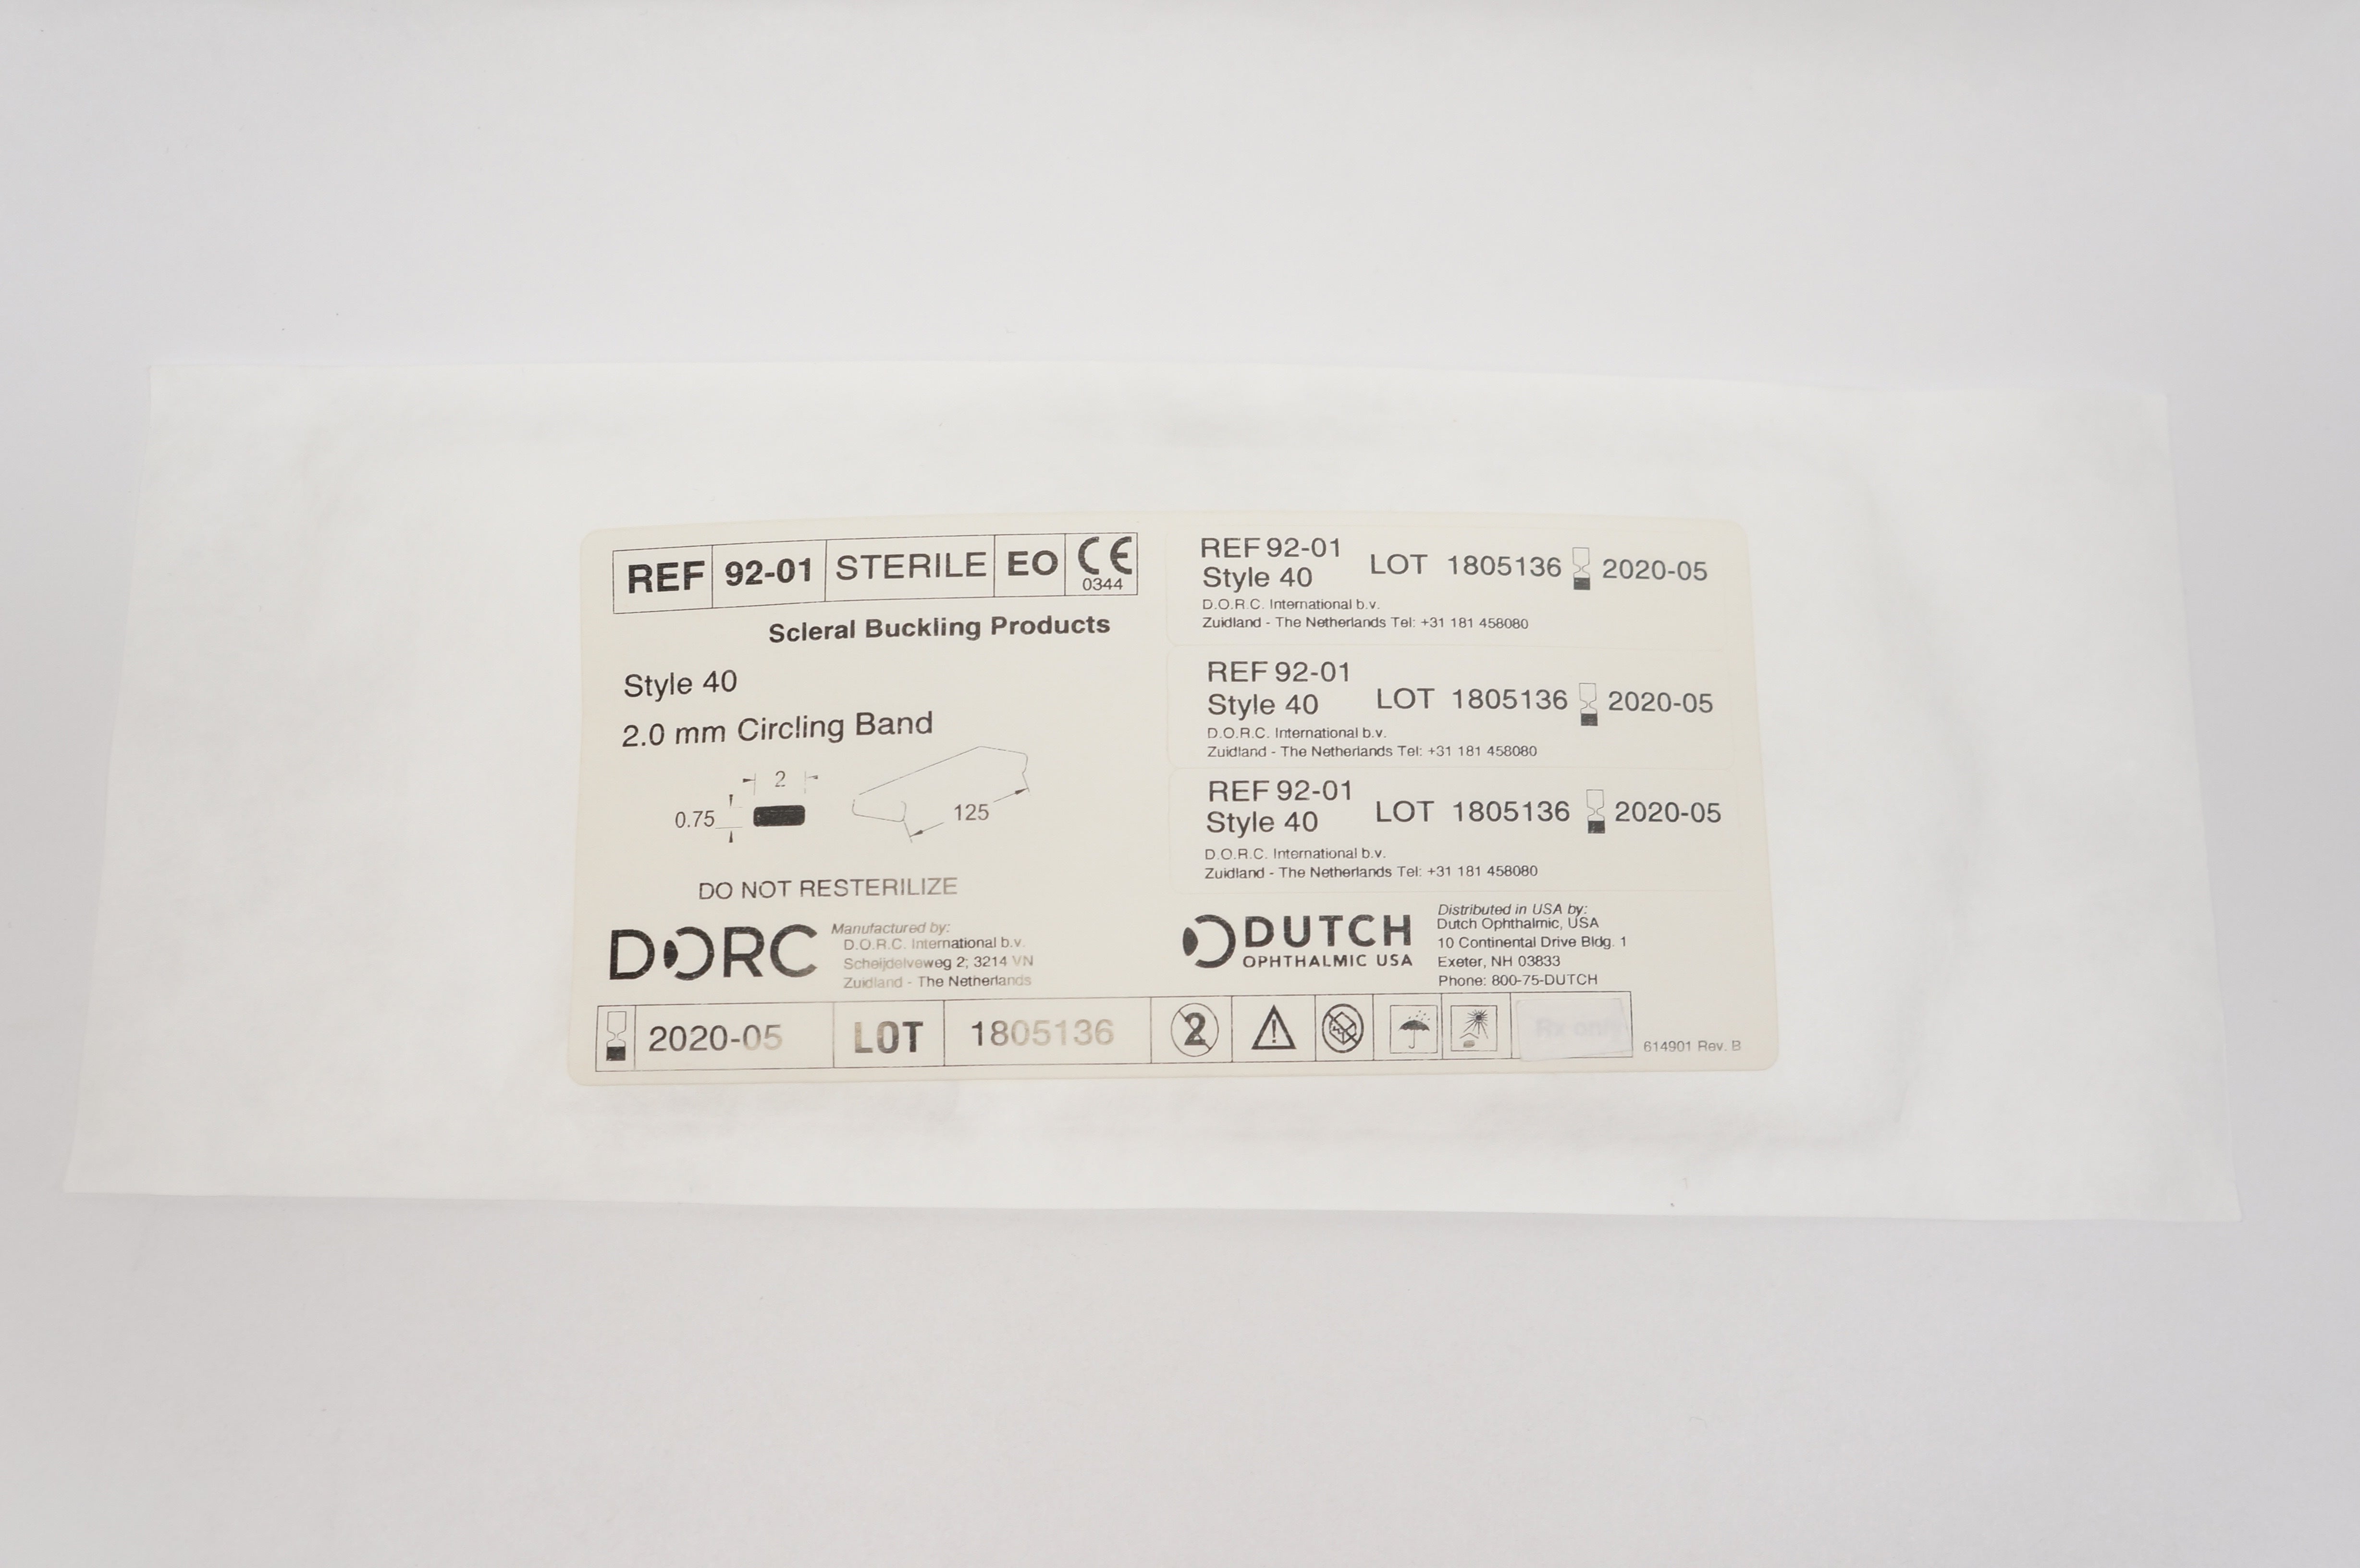 REF 92-01 STERILE EO CE
0344
Scleral Buckling Products
Style 40
2.0 mm Circling Band
2
0.75
125
DO NOT RESTERILIZE
DORC
Manufactured by:
D.O.R.C. International b.v.
Scheijdelveweg 2; 3214 VN
Zuidland - The Netherlands
2020-05 LOT 1805136 2
REF 92-01
Style 40 LOT 1805136 2020-05
D.O.R.C. International b.v.
Zuidland - The Netherlands Tel: +31 181 458080
REF 92-01
Style 40 LOT 1805136 2020-05
D.O.R.C. International b.v.
Zuidland - The Netherlands Tel: +31 181 458080
REF 92-01
Style 40 LOT 1805136 2020-05
D.O.R.C. International b.v.
Zuidland - The Netherlands Tel: +31 181 458080
DUTCH
OPHTHALMIC USA
Distributed in USA by:
Dutch Ophthalmic, USA
10 Continental Drive Bldg. 1
Exeter, NH 03833
Phone: 800-75-DUTCH
Rx only
614901 Rev. B